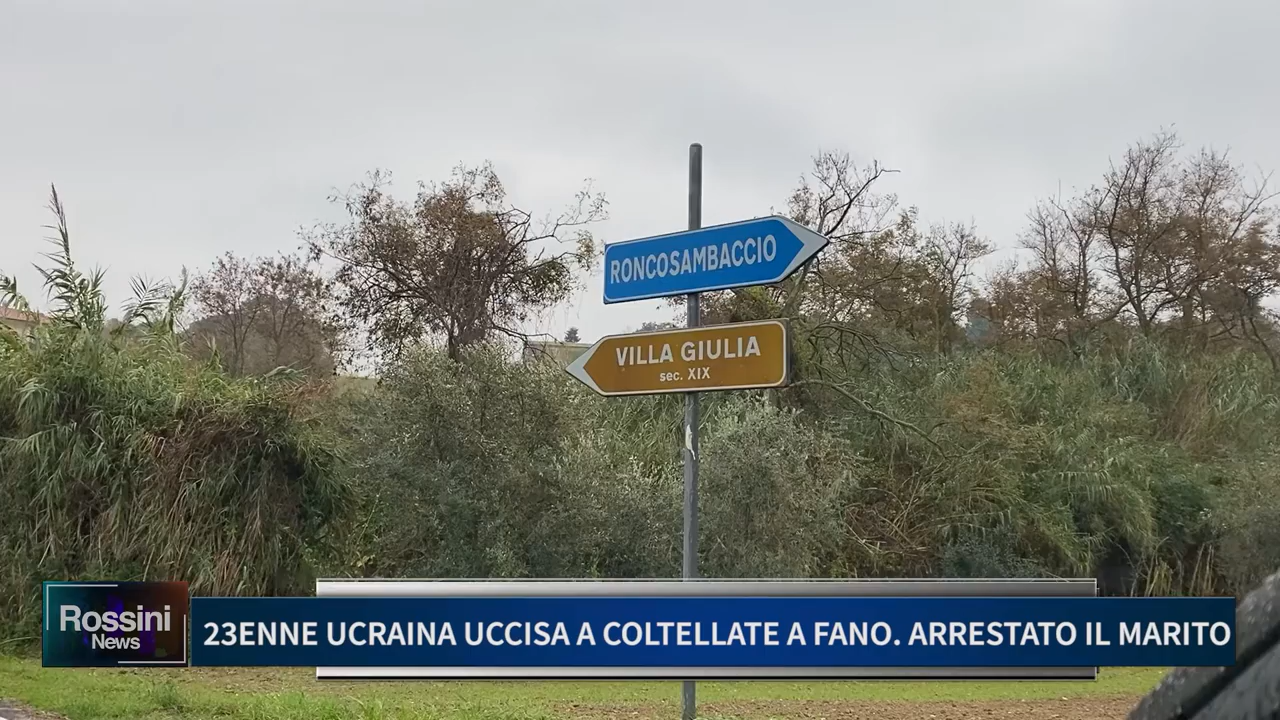 RONCOSAMBACCIO
VILLA GIULIA
sec. XIX
Rossini
News
23ENNE UCRAINA UCCISA A COLTELLATE A FANO. ARRESTATO IL MARITO